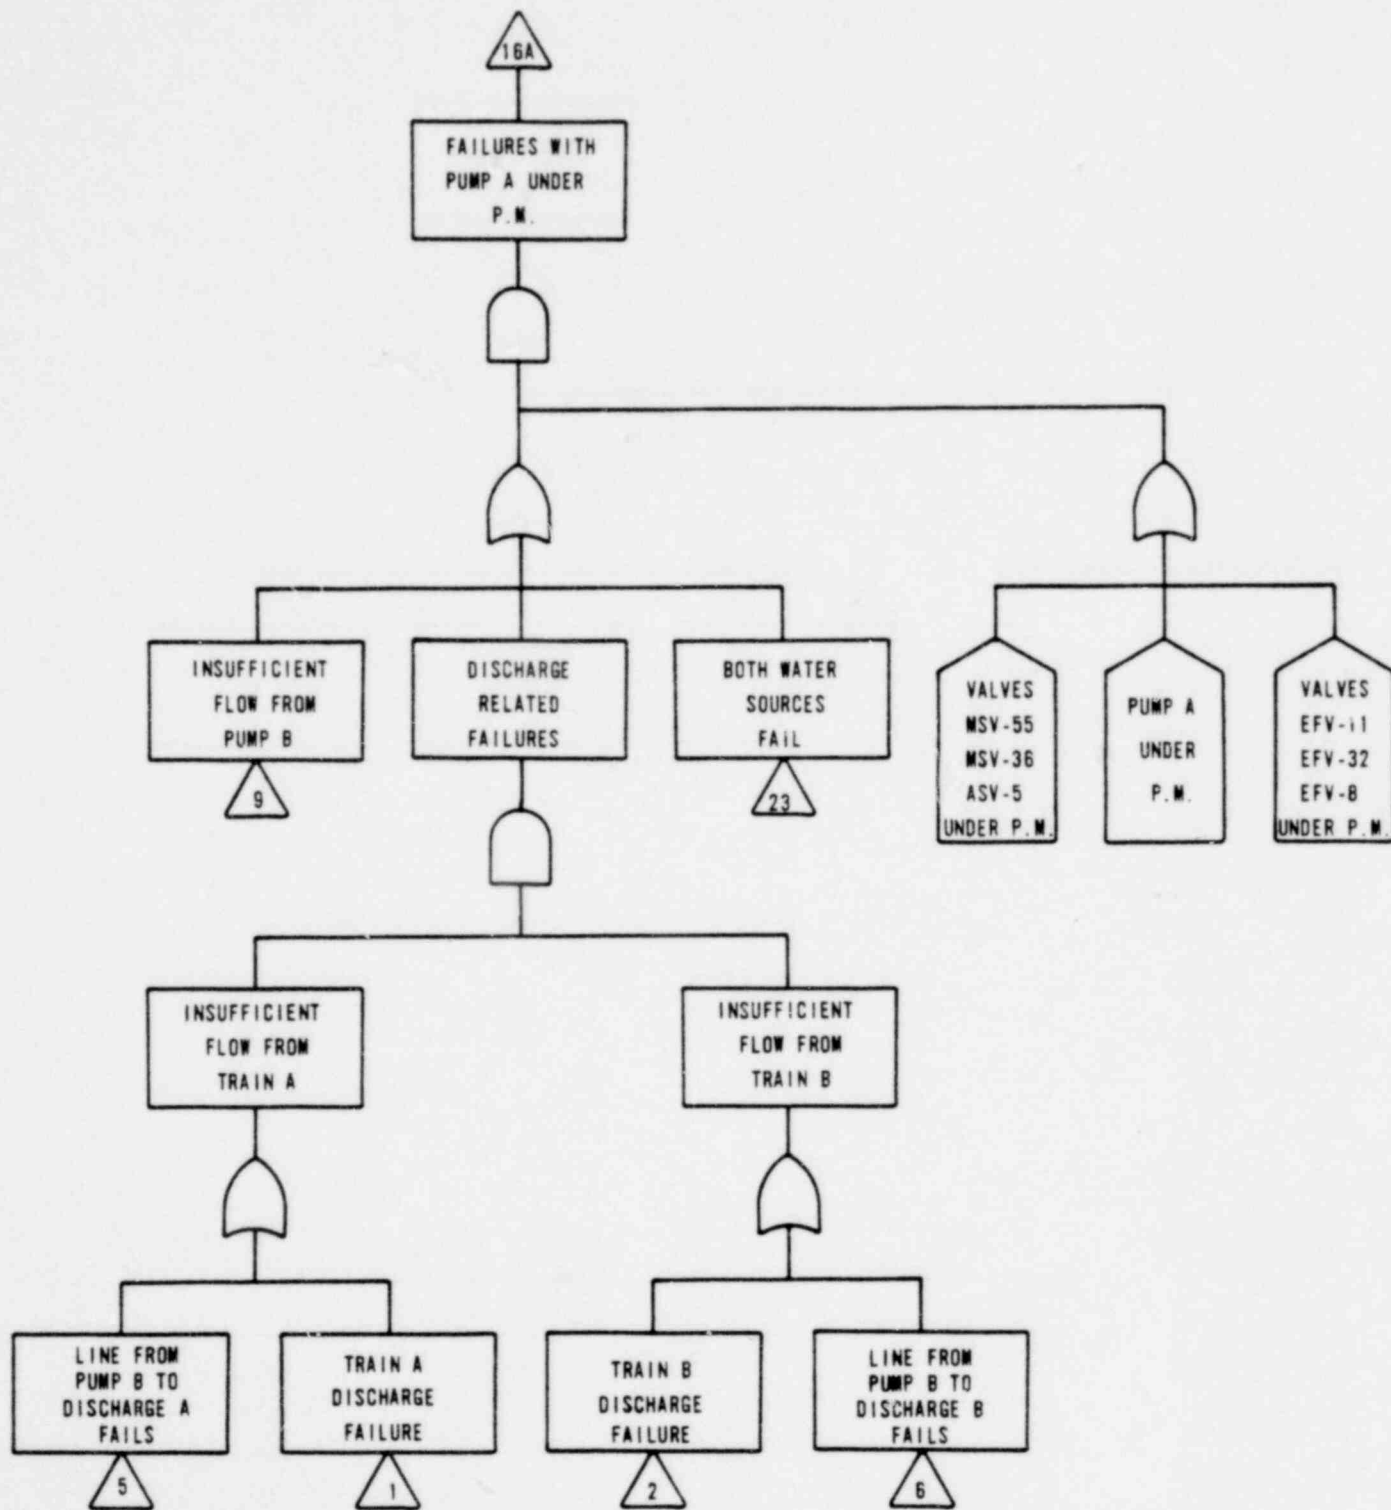 16A
FAILURES WITH
PUMP A UNDER
P.M.
INSUFFICIENT
FLOW FROM
PUMP B
9
DISCHARGE
RELATED
FAILURES
BOTH WATER
SOURCES
FAIL
23
VALVES
MSV-55
MSV-36
ASV-5
UNDER P.M.
PUMP A
UNDER
P.M.
VALVES
EFV-11
EFV-32
EFV-8
UNDER P.M.
INSUFFICIENT
FLOW FROM
TRAIN A
INSUFFICIENT
FLOW FROM
TRAIN B
LINE FROM
PUMP B TO
DISCHARGE A
FAILS
5
TRAIN A
DISCHARGE
FAILURE
1
TRAIN B
DISCHARGE
FAILURE
2
LINE FROM
PUMP B TO
DISCHARGE B
FAILS
6